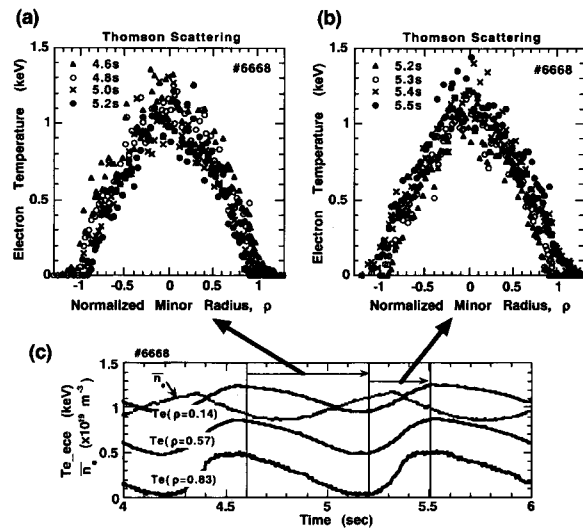 (a)
Thomson Scattering
Electron Temperature (keV)
1.5
1
0.5
0
▲ 4.6s
○ 4.8s
× 5.0s
● 5.2s
#6668
-1 -0.5 0 0.5 1
Normalized Minor Radius, ρ
(b)
Thomson Scattering
Electron Temperature (keV)
1.5
1
0.5
0
▲ 5.2s
○ 5.3s
× 5.4s
● 5.5s
#6668
-1 -0.5 0 0.5 1
Normalized Minor Radius, ρ
(c)
#6668
Te_ece (keV)
n̄e (x10¹⁹ m⁻³)
1.5
1
0.5
0
n̄e
Te(ρ=0.14)
Te(ρ=0.57)
Te(ρ=0.83)
4 4.5 5 5.5 6
Time (sec)